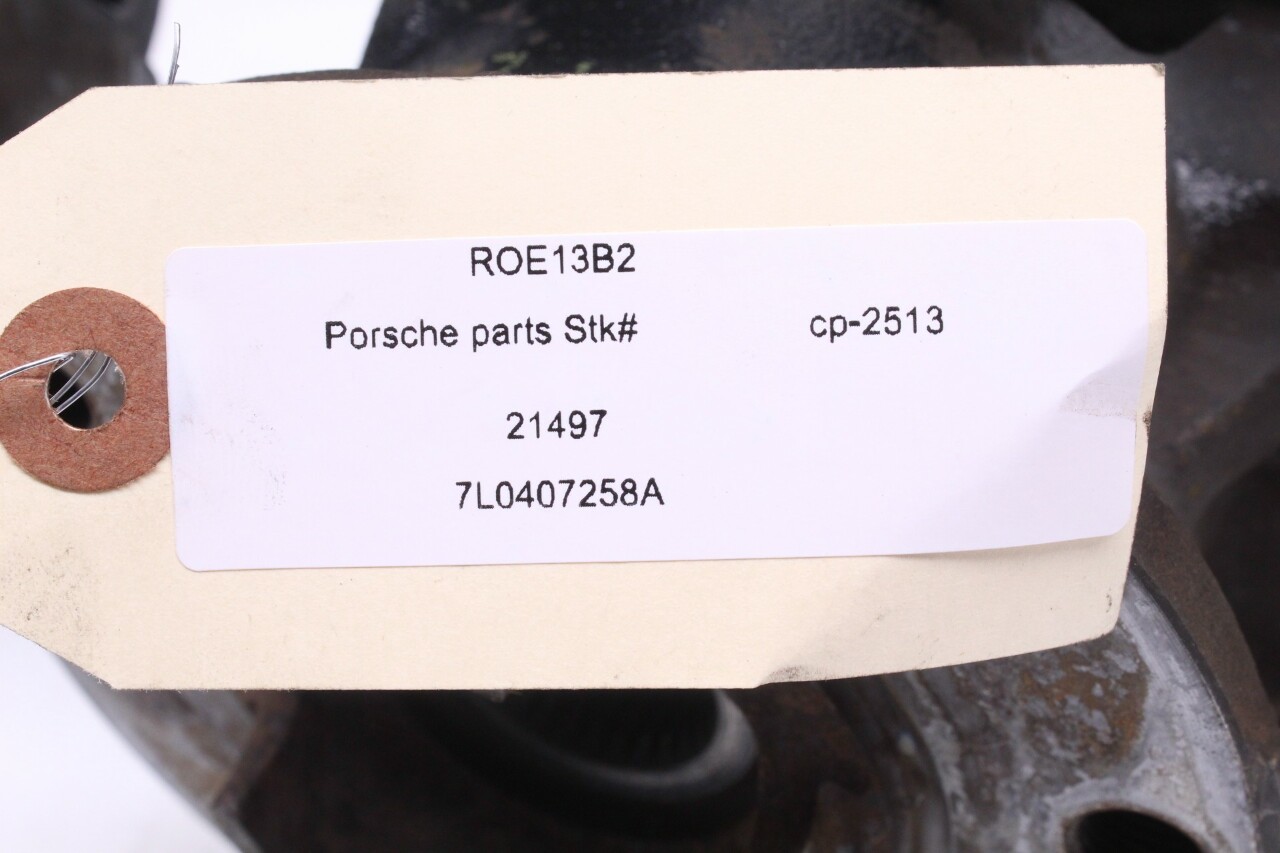 ROE13B2
Porsche parts Stk# cp-2513
21497
7L0407258A